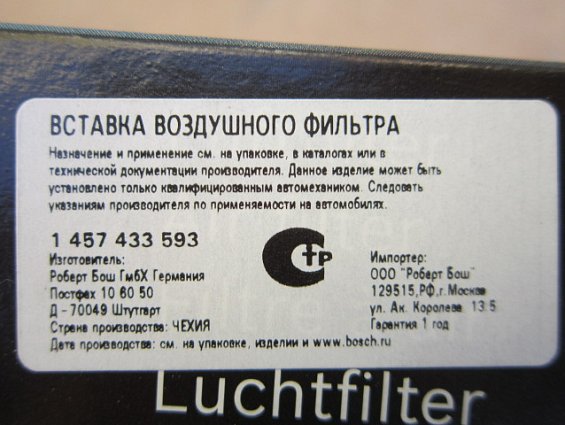 ВСТАВКА ВОЗДУШНОГО ФИЛЬТРА
Назначение и применение см. на упаковке, в каталогах или в
технической документации производителя. Данное изделие может быть
установлено только квалифицированным автомехаником. Следовать
указаниям производителя по применяемости на автомобилях.
1 457 433 593
Изготовитель:
Роберт Бош ГмбХ Германия
Постфах 10 60 50
Д - 70049 Штутгарт
Страна производства: ЧЕХИЯ
Дата производства: см. на упаковке, изделии и www.bosch.ru
Стр
Импортер:
ООО "Роберт Бош"
129515,РФ,г.Москва
ул. Ак. Королева 13.5
Гарантия 1 год
Luchtfilter